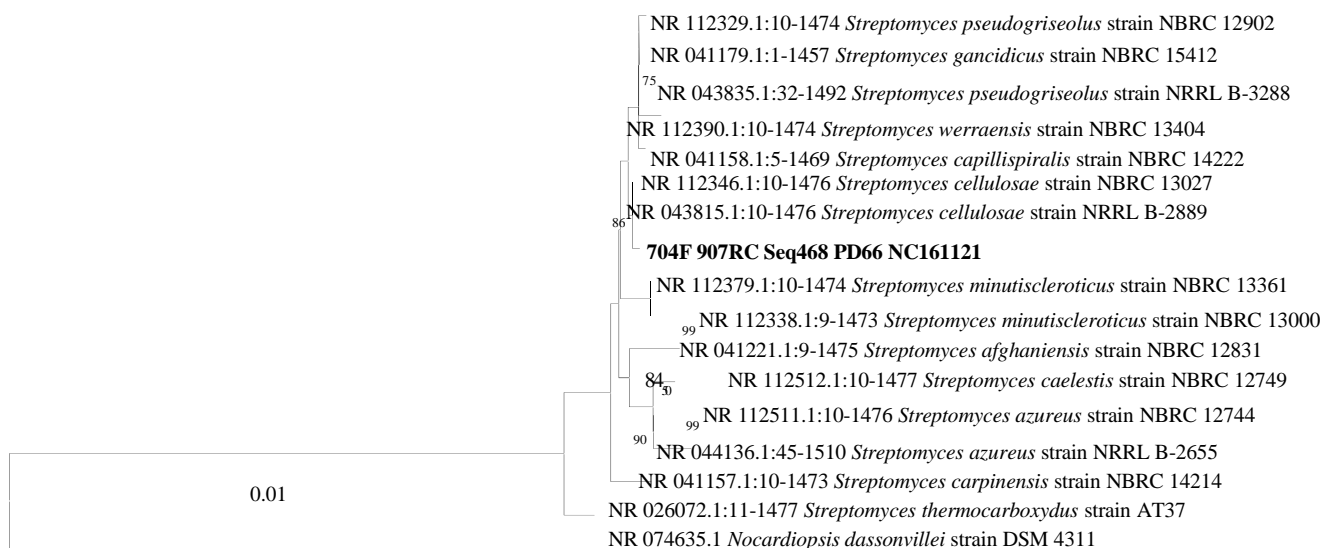 NR 112329.1:10-1474 Streptomyces pseudogriseolus strain NBRC 12902
NR 041179.1:1-1457 Streptomyces gancidicus strain NBRC 15412
75
NR 043835.1:32-1492 Streptomyces pseudogriseolus strain NRRL B-3288
NR 112390.1:10-1474 Streptomyces werraensis strain NBRC 13404
NR 041158.1:5-1469 Streptomyces capillispiralis strain NBRC 14222
NR 112346.1:10-1476 Streptomyces cellulosae strain NBRC 13027
NR 043815.1:10-1476 Streptomyces cellulosae strain NRRL B-2889
86
704F 907RC Seq468 PD66 NC161121
NR 112379.1:10-1474 Streptomyces minutiscleroticus strain NBRC 13361
99 NR 112338.1:9-1473 Streptomyces minutiscleroticus strain NBRC 13000
NR 041221.1:9-1475 Streptomyces afghaniensis strain NBRC 12831
84 NR 112512.1:10-1477 Streptomyces caelestis strain NBRC 12749
99 NR 112511.1:10-1476 Streptomyces azureus strain NBRC 12744
90
NR 044136.1:45-1510 Streptomyces azureus strain NRRL B-2655
NR 041157.1:10-1473 Streptomyces carpinensis strain NBRC 14214
0.01
NR 026072.1:11-1477 Streptomyces thermocarboxydus strain AT37
NR 074635.1 Nocardiopsis dassonvillei strain DSM 4311